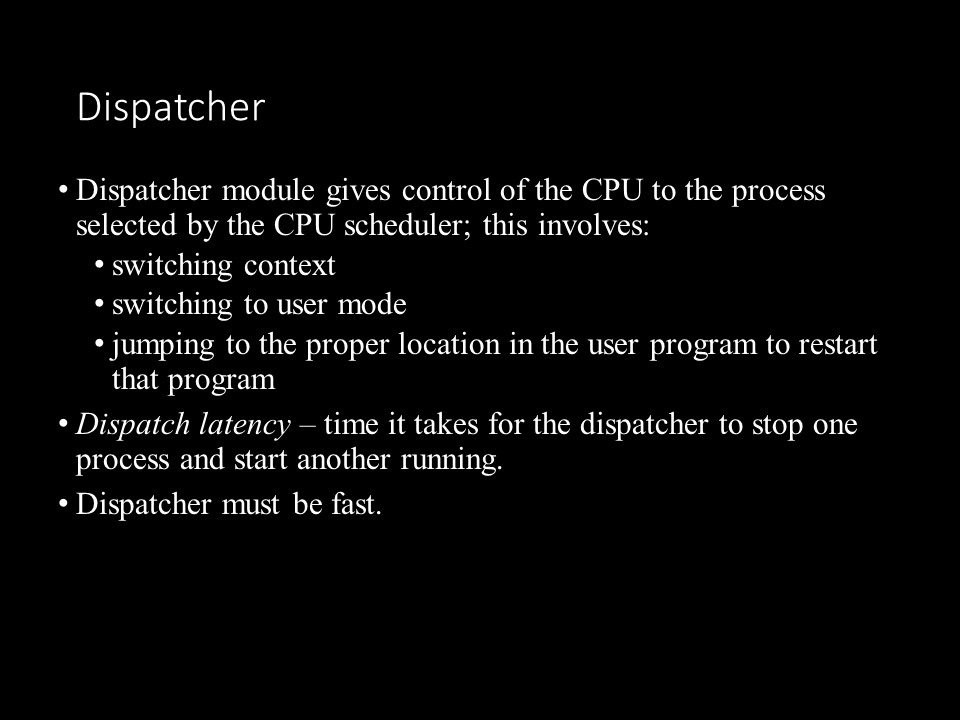 Dispatcher
• Dispatcher module gives control of the CPU to the process
selected by the CPU scheduler; this involves:
• switching context
• switching to user mode
• jumping to the proper location in the user program to restart
that program
• Dispatch latency – time it takes for the dispatcher to stop one
process and start another running.
• Dispatcher must be fast.